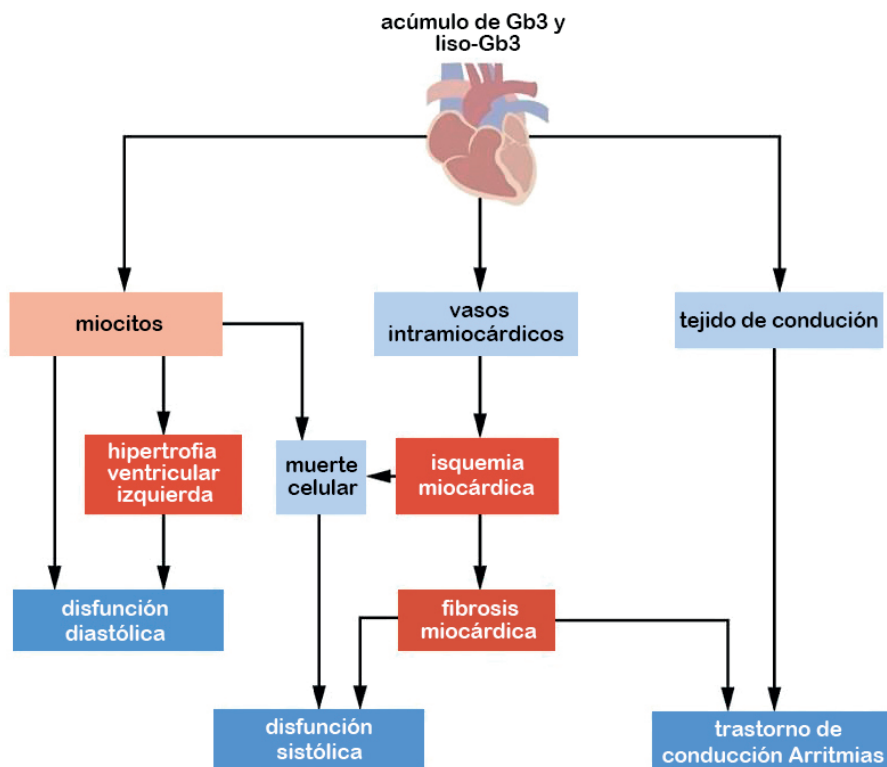 acúmulo de Gb3 y
liso-Gb3
miocitos
vasos
intramiocárdicos
tejido de condución
hipertrofia
ventricular
izquierda
muerte
celular
isquemia
miocárdica
disfunción
diastólica
fibrosis
miocárdica
disfunción
sistólica
trastorno de
conducción Arritmias